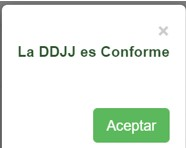 ×
La DDJJ es Conforme
Aceptar